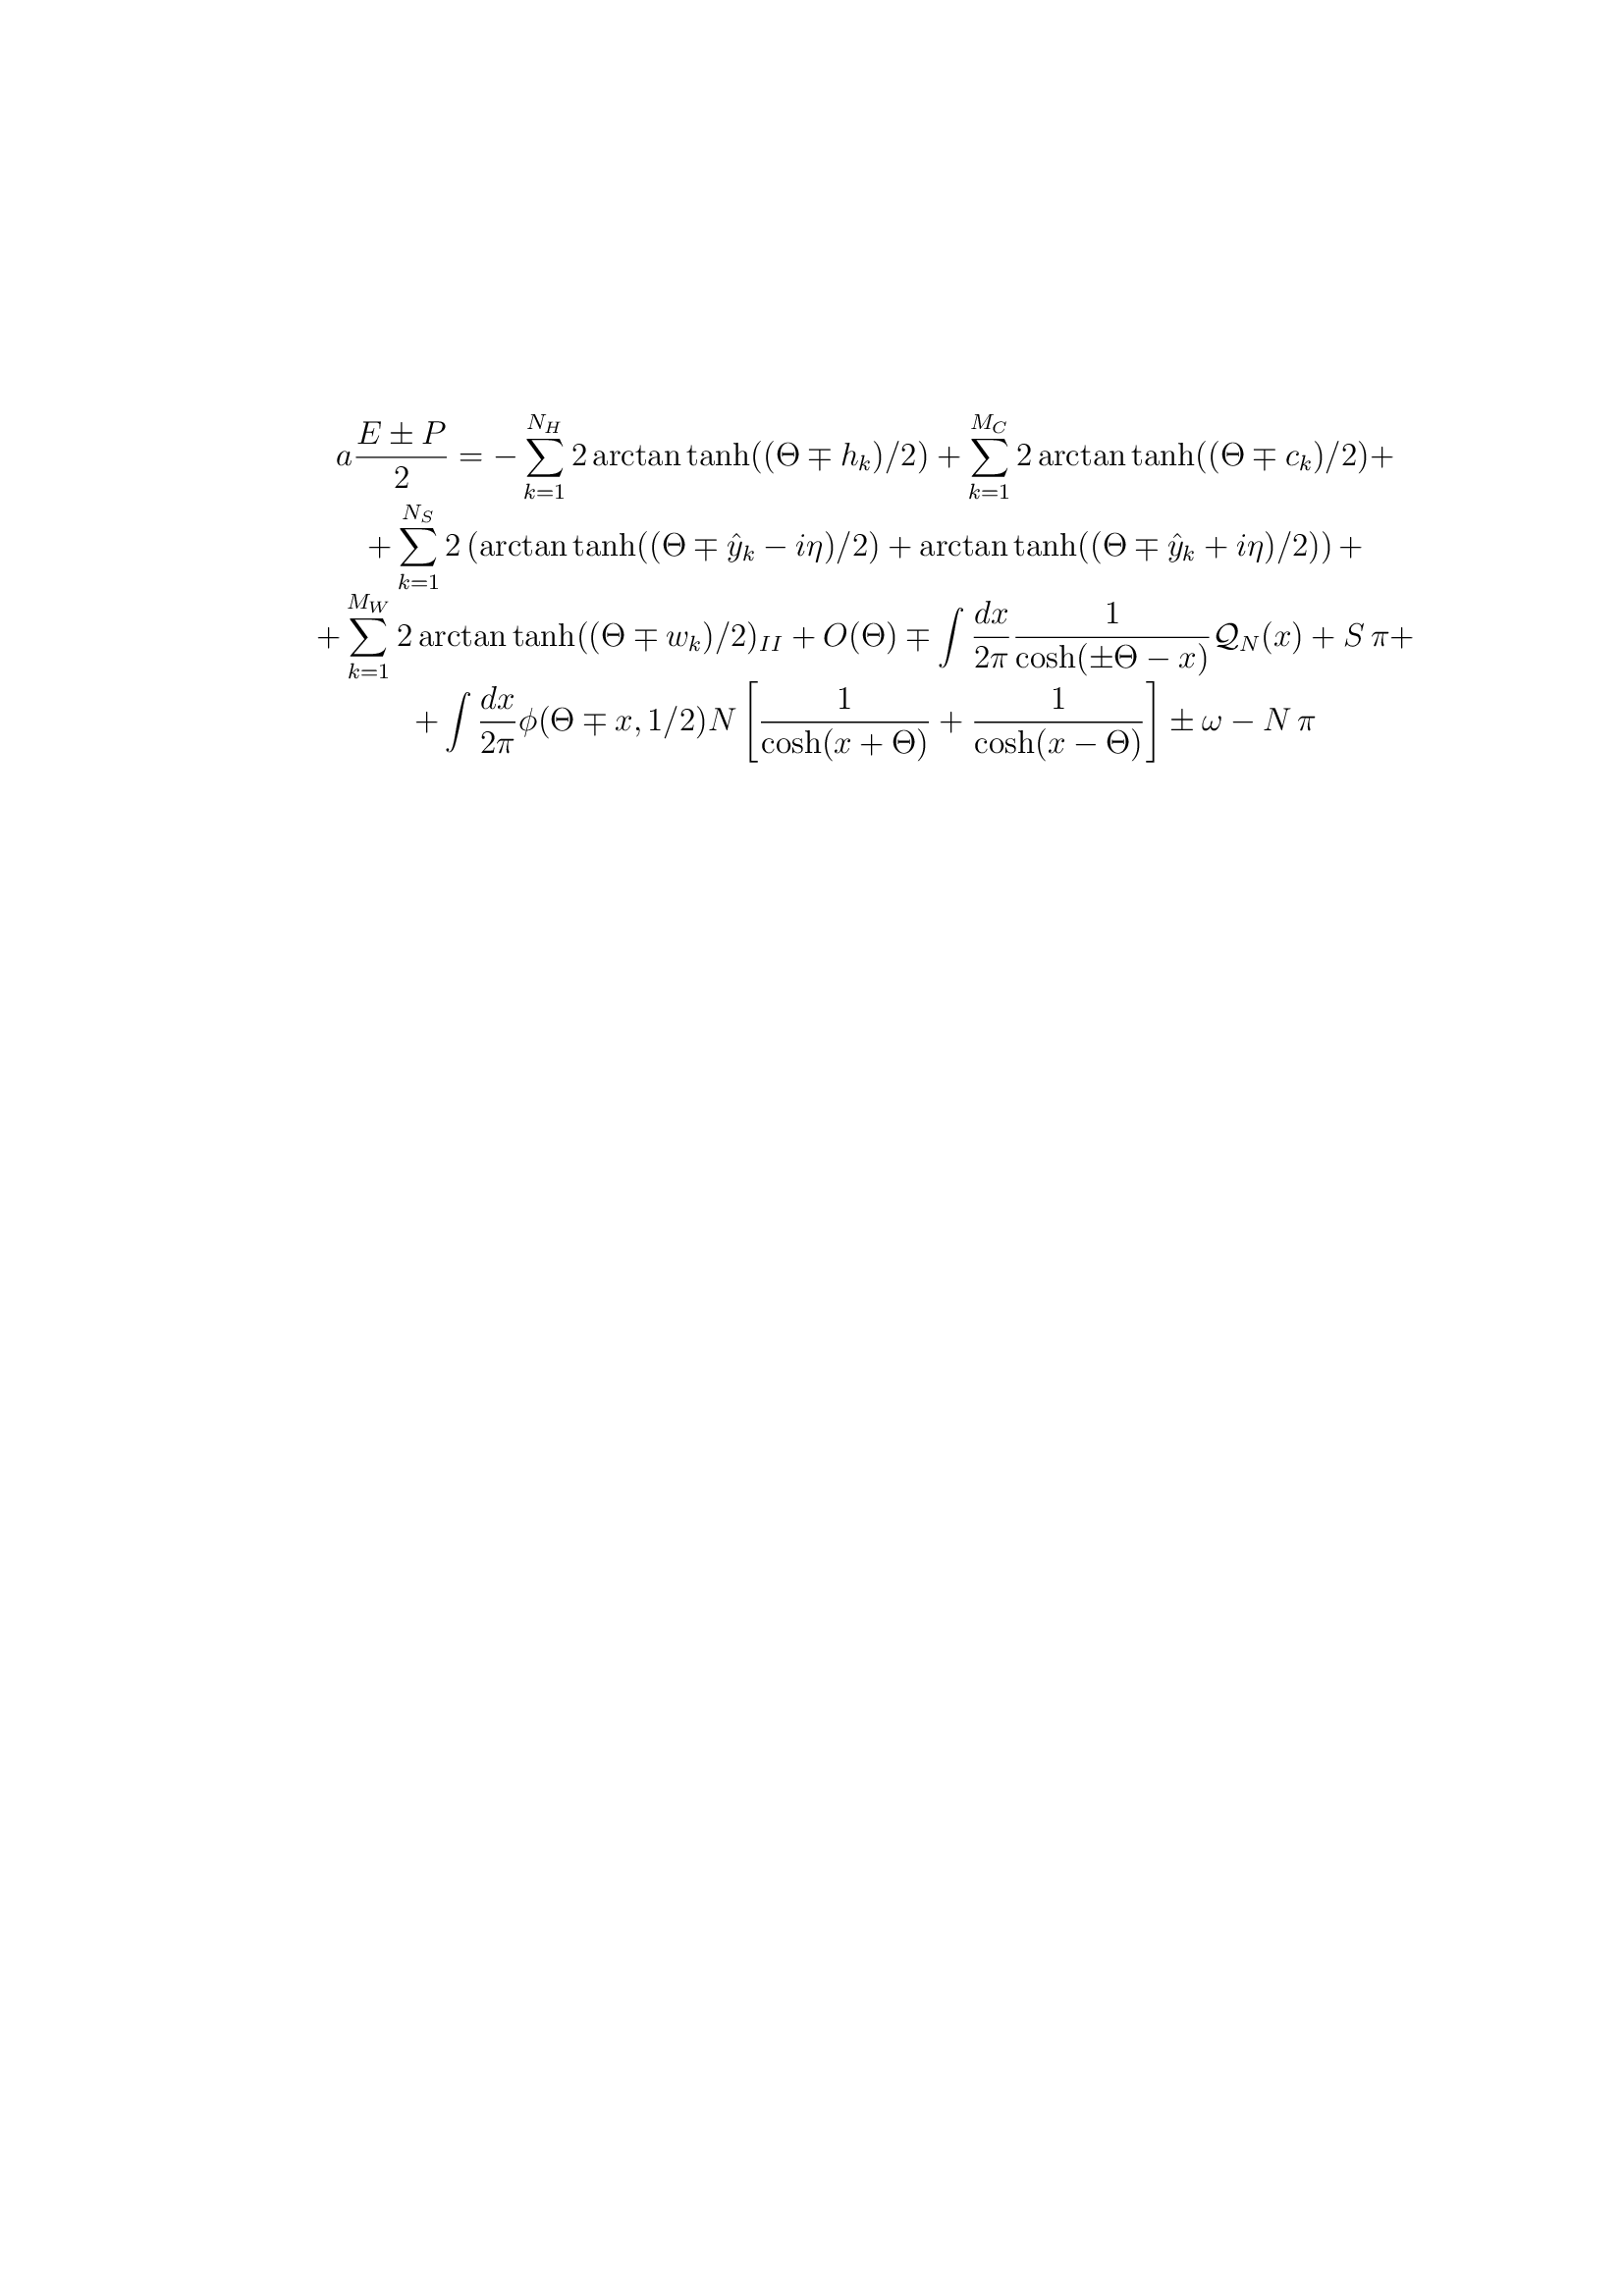 $a\frac{E \pm P}{2} = -\sum_{k=1}^{N_H} 2 \arctan\tanh((\Theta \mp h_k)/2) + \sum_{k=1}^{M_C} 2 \arctan\tanh((\Theta \mp c_k)/2)+$
$+\sum_{k=1}^{N_S} 2\left(\arctan\tanh((\Theta \mp \hat{y}_k - i\eta)/2) + \arctan\tanh((\Theta \mp \hat{y}_k + i\eta)/2)\right)+$
$+\sum_{k=1}^{M_W} 2 \arctan\tanh((\Theta \mp w_k)/2)_{II} + O(\Theta) \mp \int \frac{dx}{2\pi} \frac{1}{\cosh(\pm\Theta - x)} \mathcal{Q}_N(x) + S\,\pi+$
$+\int \frac{dx}{2\pi} \phi(\Theta \mp x, 1/2) N \left[\frac{1}{\cosh(x+\Theta)} + \frac{1}{\cosh(x-\Theta)}\right] \pm \omega - N\,\pi$